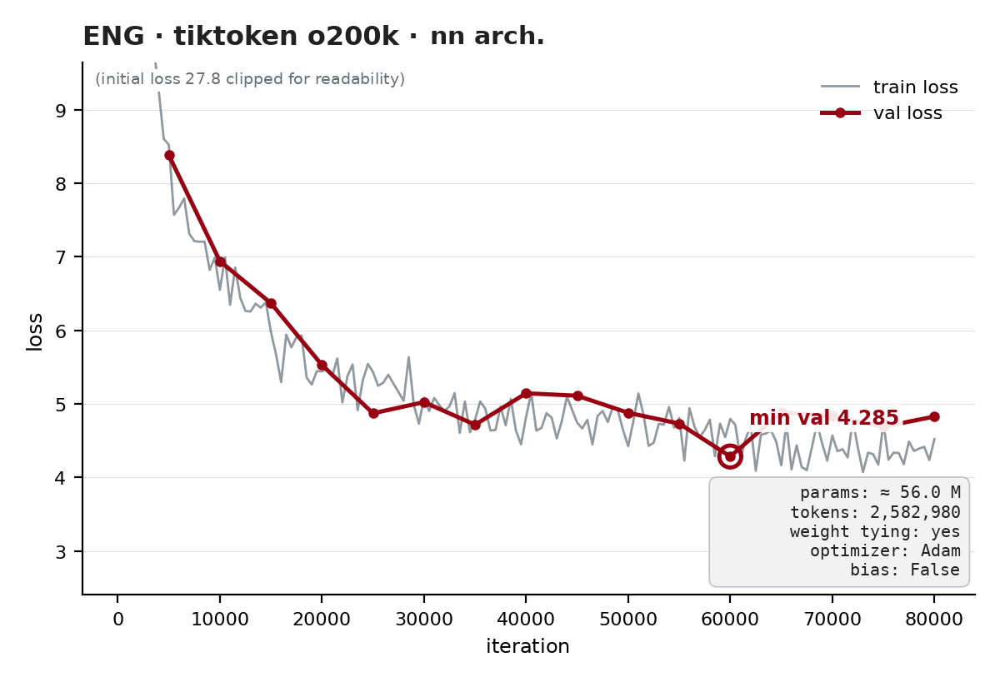 ENG · tiktoken o200k · nn arch.
(initial loss 27.8 clipped for readability)
train loss
val loss
9
8
7
6
5
4
3
loss
min val 4.285
params: ≈ 56.0 M
tokens: 2,582,980
weight tying: yes
optimizer: Adam
bias: False
0 10000 20000 30000 40000 50000 60000 70000 80000
iteration